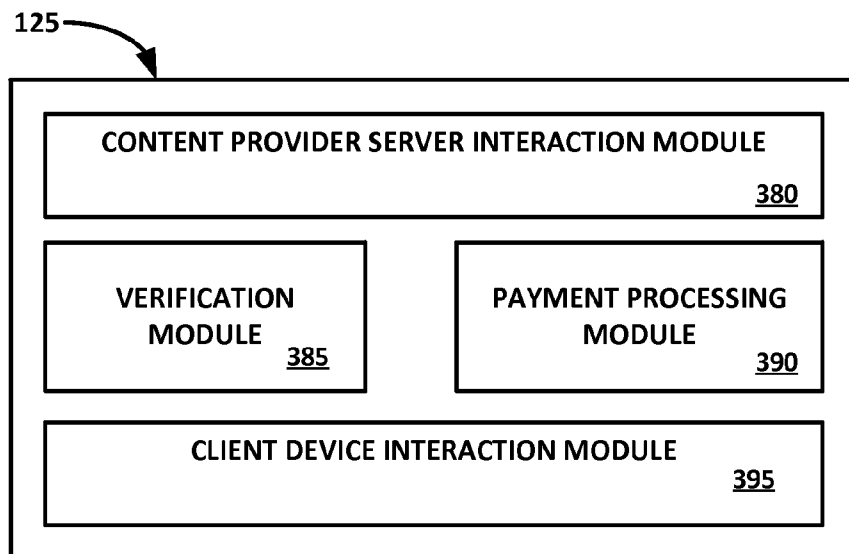 125
CONTENT PROVIDER SERVER INTERACTION MODULE
380
VERIFICATION
MODULE
385
PAYMENT PROCESSING
MODULE
390
CLIENT DEVICE INTERACTION MODULE
395